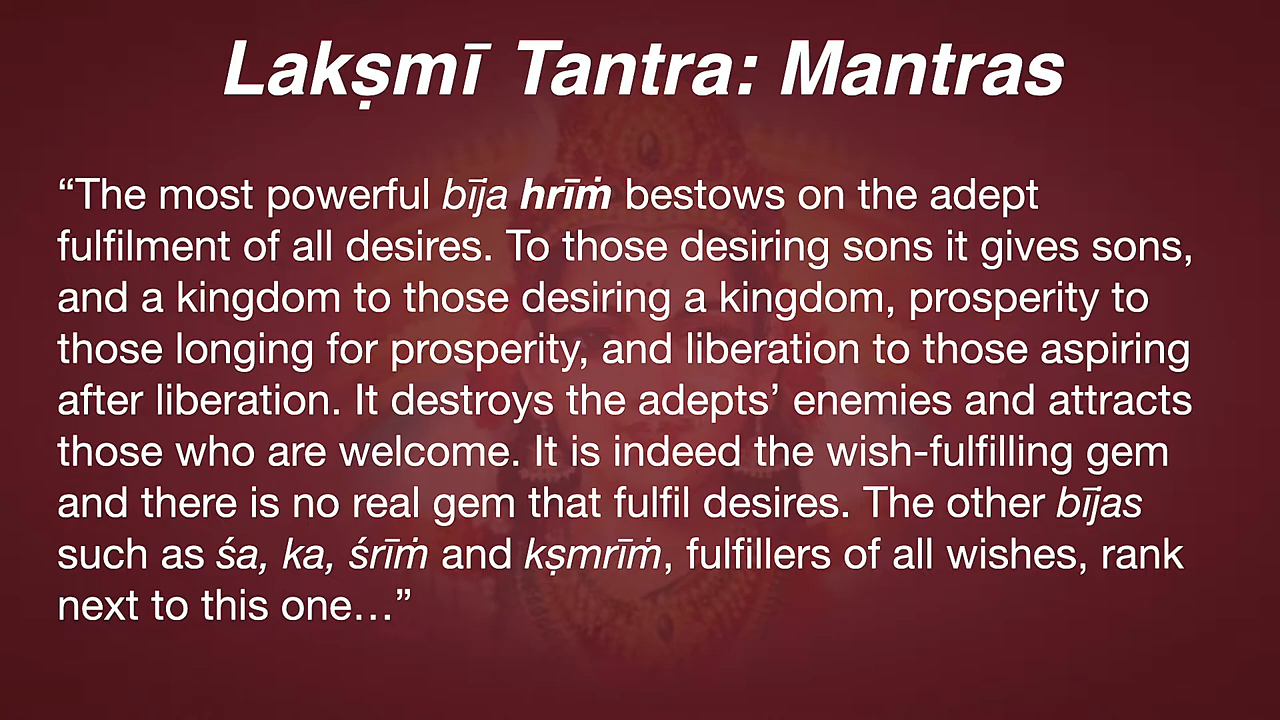 Lakṣmī Tantra: Mantras
“The most powerful bīja hrīṁ bestows on the adept
fulfilment of all desires. To those desiring sons it gives sons,
and a kingdom to those desiring a kingdom, prosperity to
those longing for prosperity, and liberation to those aspiring
after liberation. It destroys the adepts’ enemies and attracts
those who are welcome. It is indeed the wish-fulfilling gem
and there is no real gem that fulfil desires. The other bījas
such as śa, ka, śrīṁ and kṣmrīṁ, fulfillers of all wishes, rank
next to this one…”